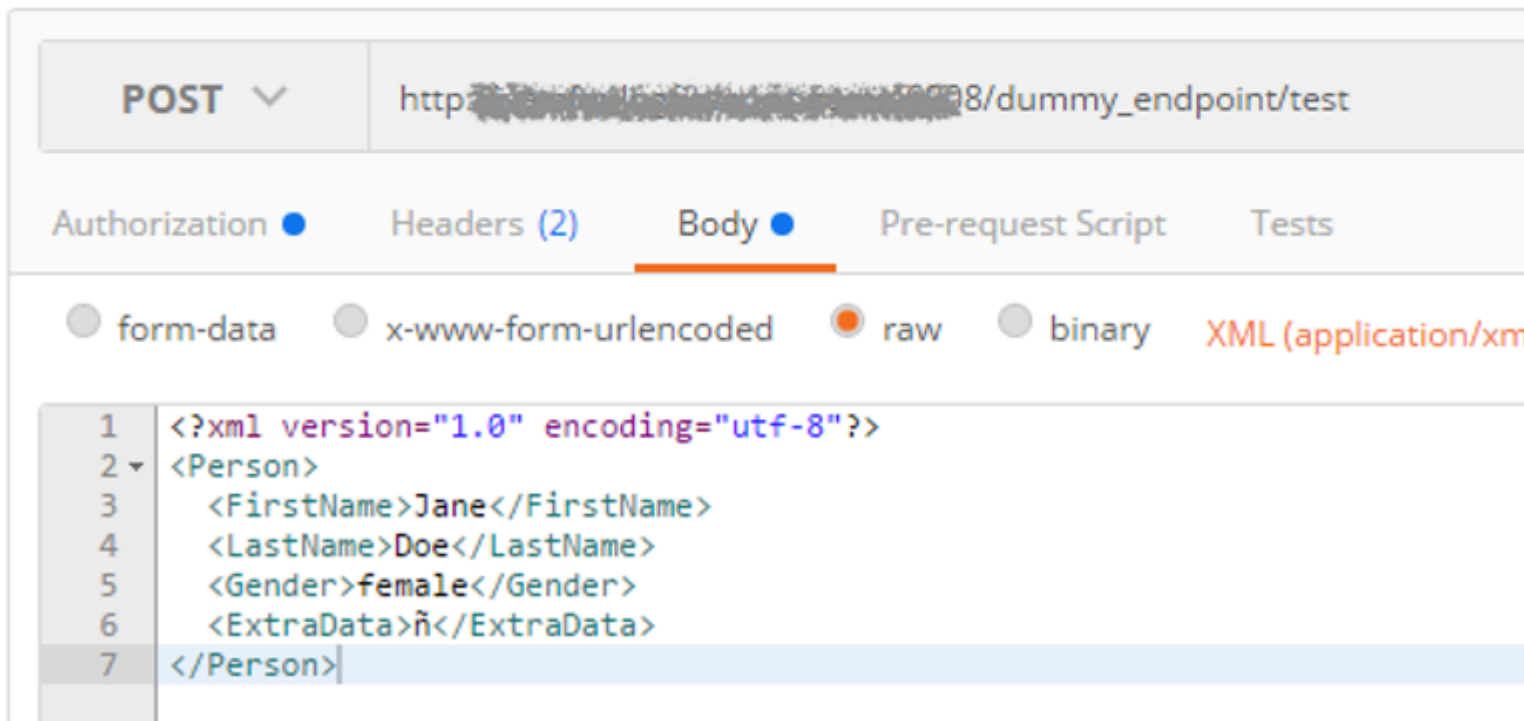 POST http 8/dummy_endpoint/test
Authorization Headers (2) Body Pre-request Script Tests
form-data x-www-form-urlencoded raw binary XML (application/xm
1 <?xml version="1.0" encoding="utf-8"?>
2 <Person>
3 <FirstName>Jane</FirstName>
4 <LastName>Doe</LastName>
5 <Gender>female</Gender>
6 <ExtraData>ñ</ExtraData>
7 </Person>